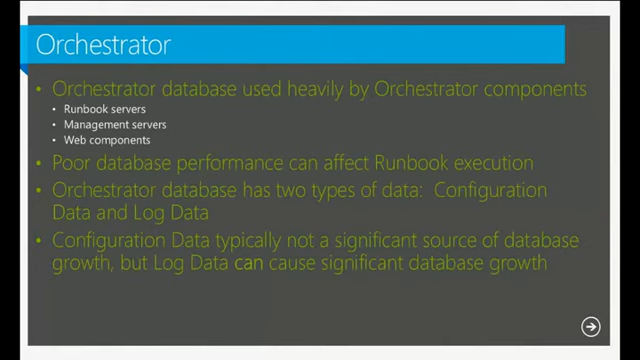 Orchestrator
• Orchestrator database used heavily by Orchestrator components
• Runbook servers
• Management servers
• Web components
• Poor database performance can affect Runbook execution
• Orchestrator database has two types of data: Configuration
Data and Log Data
• Configuration Data typically not a significant source of database
growth, but Log Data can cause significant database growth